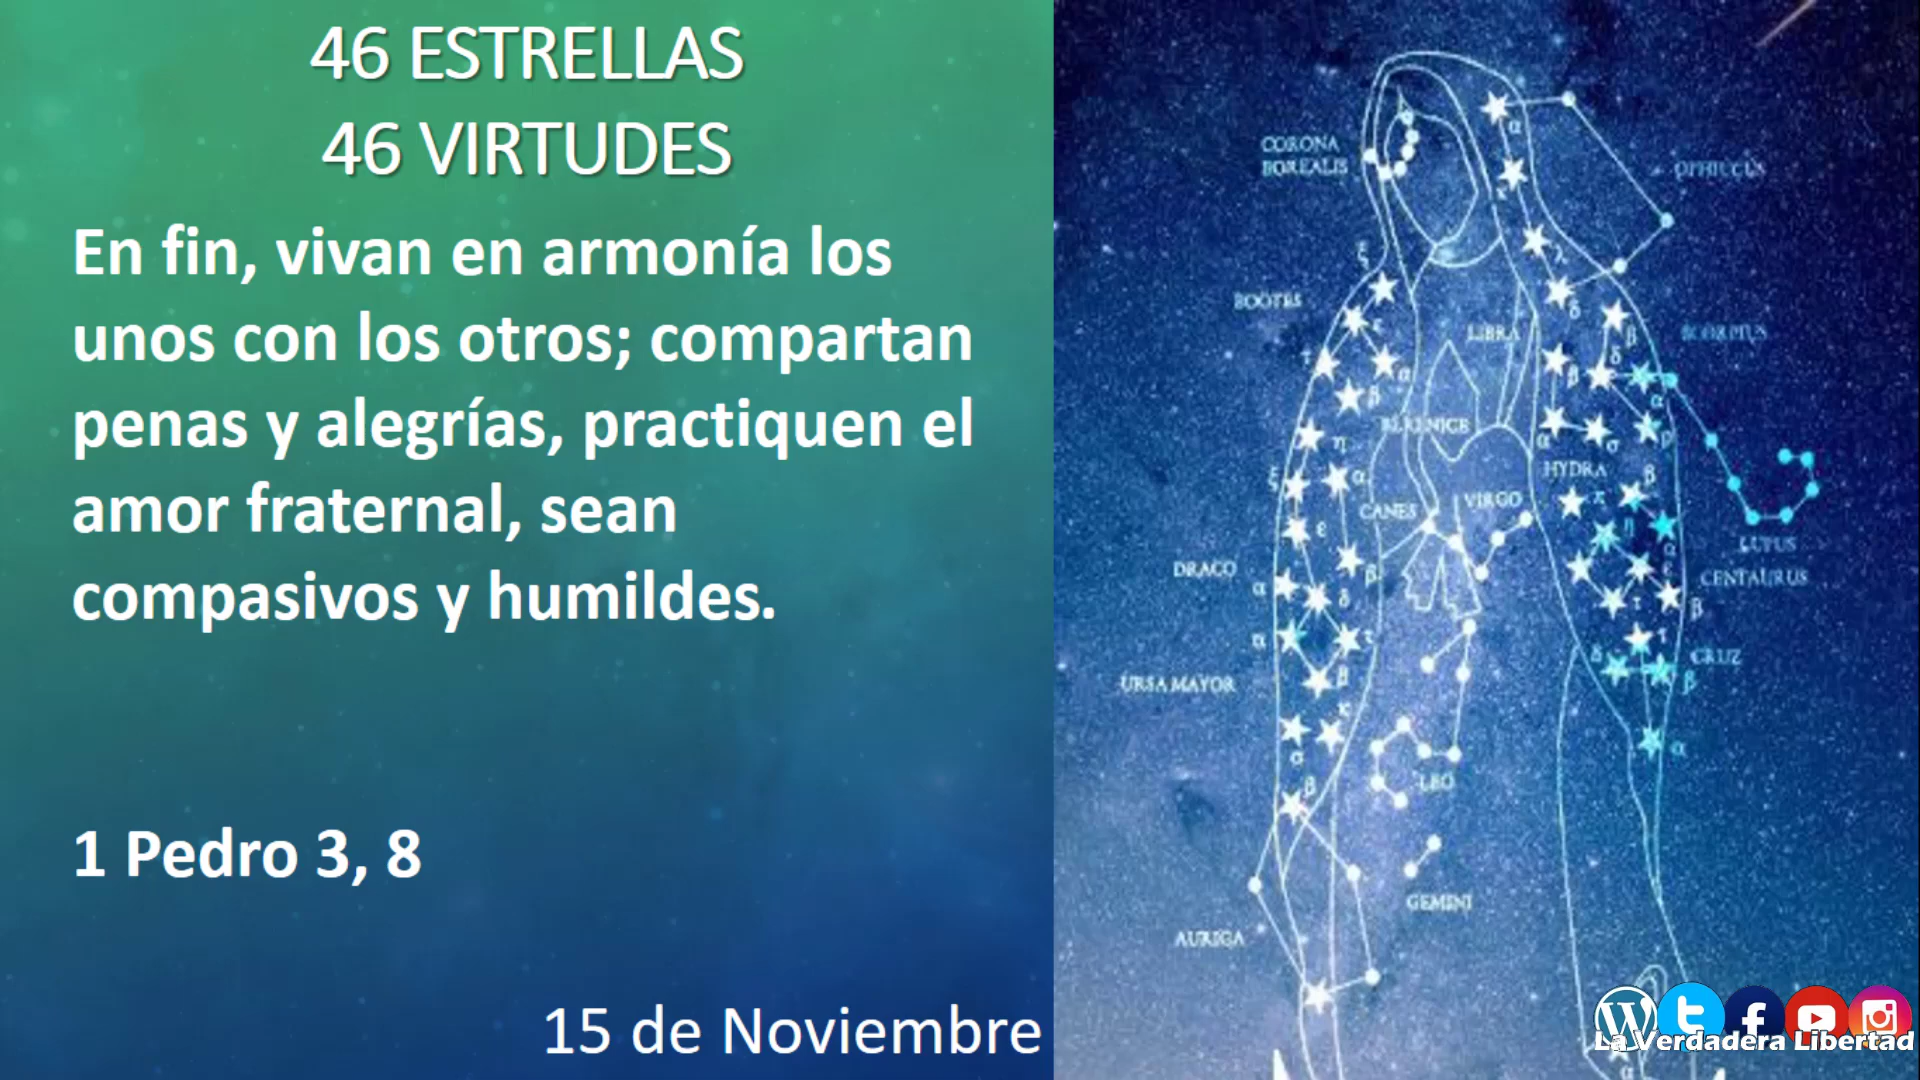 46 ESTRELLAS
46 VIRTUDES
En fin, vivan en armonía los
unos con los otros; compartan
penas y alegrías, practiquen el
amor fraternal, sean
compasivos y humildes.
1 Pedro 3, 8
15 de Noviembre
CORONA
BOREALIS
OPHIUCUS
BOOTES
LIBRA
SCORPIUS
BERENICE
HYDRA
CANES
VIRGO
LUPUS
DRACO
CENTAURUS
URSA MAYOR
CRUZ
LEO
GEMINI
AURIGA
La Verdadera Libertad